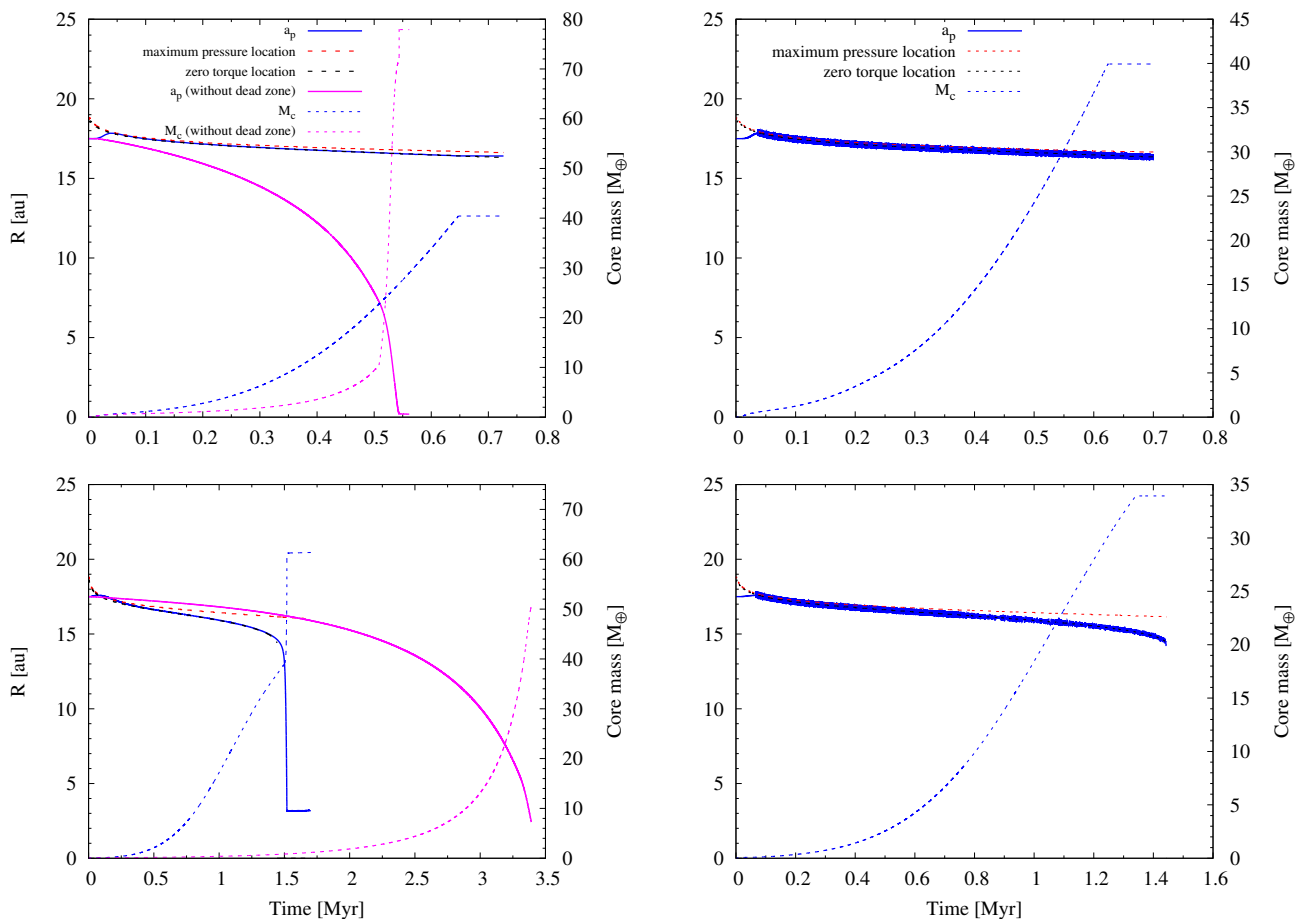 a_p
maximum pressure location
zero torque location
a_p (without dead zone)
M_c
M_c (without dead zone)
25
20
15
10
5
0
R [au]
80
70
60
50
40
30
20
10
0
Core mass [M⊕]
0 0.1 0.2 0.3 0.4 0.5 0.6 0.7 0.8
a_p
maximum pressure location
zero torque location
M_c
25
20
15
10
5
0
45
40
35
30
25
20
15
10
5
0
Core mass [M⊕]
0 0.1 0.2 0.3 0.4 0.5 0.6 0.7 0.8
25
20
15
10
5
0
R [au]
70
60
50
40
30
20
10
0
Core mass [M⊕]
0 0.5 1 1.5 2 2.5 3 3.5
Time [Myr]
25
20
15
10
5
0
35
30
25
20
15
10
5
0
Core mass [M⊕]
0 0.2 0.4 0.6 0.8 1 1.2 1.4 1.6
Time [Myr]